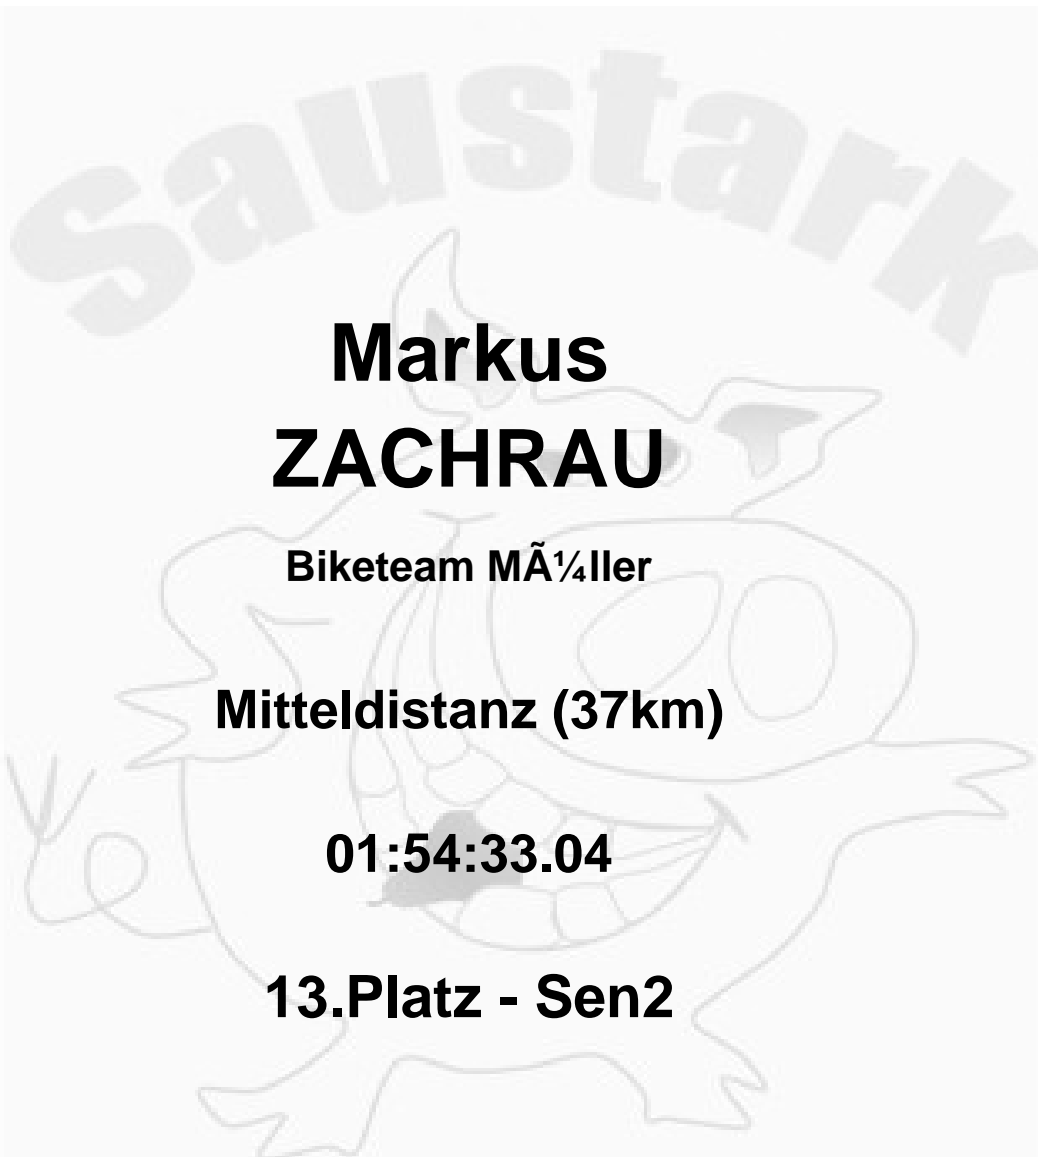 Saustark
Markus
ZACHRAU
Biketeam MÃ¼ller
Mitteldistanz (37km)
01:54:33.04
13.Platz - Sen2